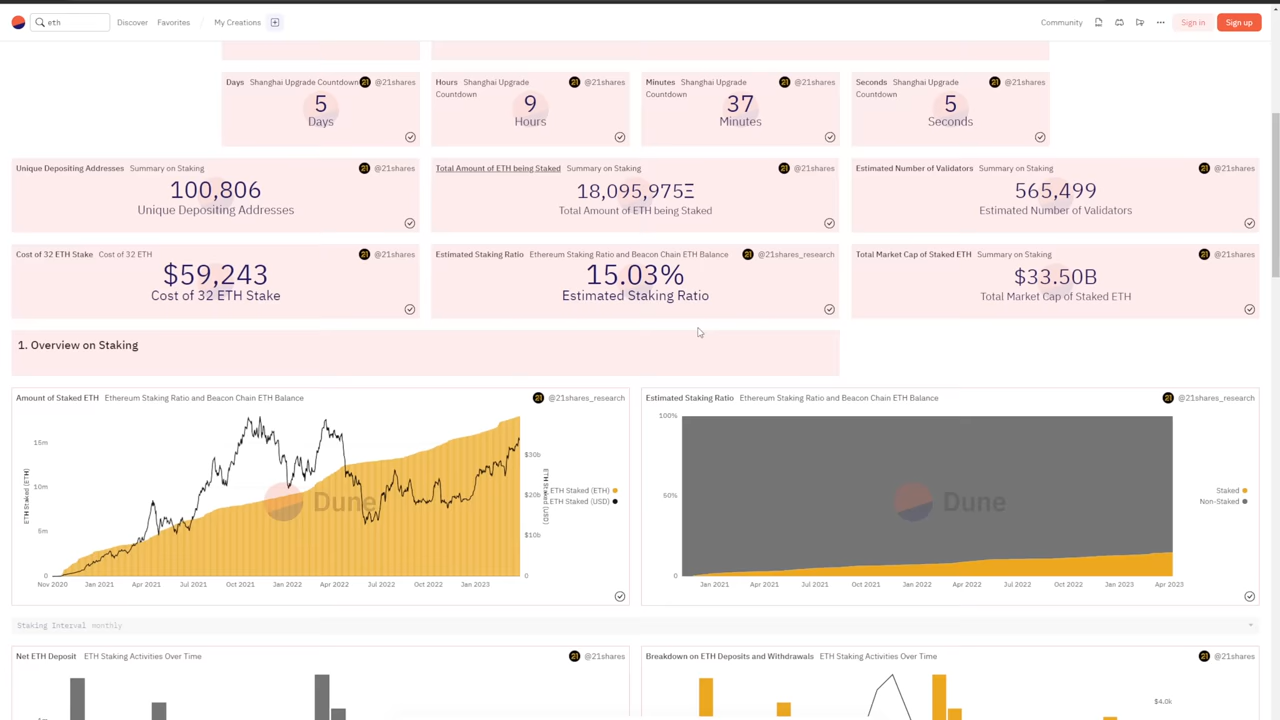 eth
Discover
Favorites
My Creations
Community
Sign in
Sign up
Days Shanghai Upgrade Countdown @21shares
5
Days
Hours Shanghai Upgrade Countdown @21shares
9
Hours
Minutes Shanghai Upgrade Countdown @21shares
37
Minutes
Seconds Shanghai Upgrade Countdown @21shares
5
Seconds
Unique Depositing Addresses Summary on Staking @21shares
100,806
Unique Depositing Addresses
Total Amount of ETH being Staked Summary on Staking @21shares
18,095,975Ξ
Total Amount of ETH being Staked
Estimated Number of Validators Summary on Staking @21shares
565,499
Estimated Number of Validators
Cost of 32 ETH Stake Cost of 32 ETH @21shares
$59,243
Cost of 32 ETH Stake
Estimated Staking Ratio Ethereum Staking Ratio and Beacon Chain ETH Balance @21shares_research
15.03%
Estimated Staking Ratio
Total Market Cap of Staked ETH Summary on Staking @21shares
$33.50B
Total Market Cap of Staked ETH
1. Overview on Staking
Amount of Staked ETH Ethereum Staking Ratio and Beacon Chain ETH Balance @21shares_research
15m
10m
5m
0
ETH Staked (ETH)
$30b
$20b
$10b
0
ETH Staked (USD)
Dune
ETH Staked (ETH)
ETH Staked (USD)
Nov 2020 Jan 2021 Apr 2021 Jul 2021 Oct 2021 Jan 2022 Apr 2022 Jul 2022 Oct 2022 Jan 2023
Estimated Staking Ratio Ethereum Staking Ratio and Beacon Chain ETH Balance @21shares_research
100%
50%
0
Dune
Staked
Non-Staked
Jan 2021 Apr 2021 Jul 2021 Oct 2021 Jan 2022 Apr 2022 Jul 2022 Oct 2022 Jan 2023 Apr 2023
Staking Interval monthly
Net ETH Deposit ETH Staking Activities Over Time @21shares
Breakdown on ETH Deposits and Withdrawals ETH Staking Activities Over Time @21shares
$4.0k